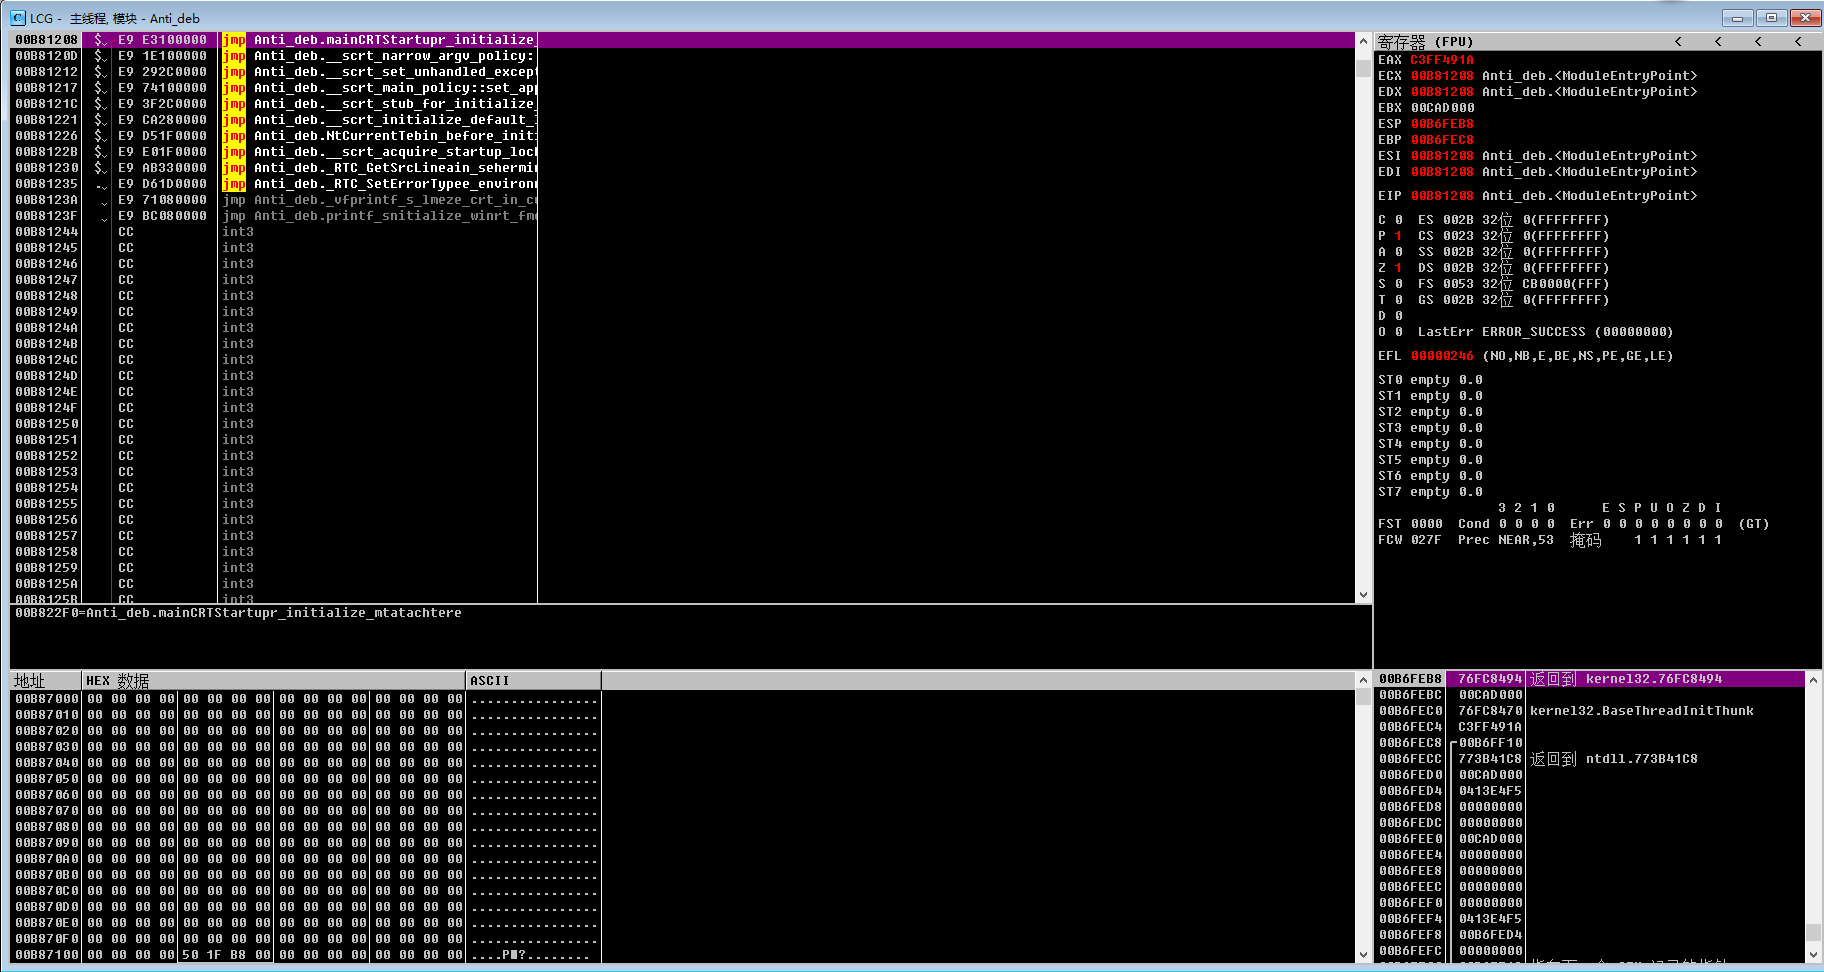 LCG - 主线程, 模块 - Anti_deb
00B81208 $ E9 E3100000 jmp Anti_deb.mainCRTStartupr_initialize_
00B8120D $ E9 1E100000 jmp Anti_deb.__scrt_narrow_argv_policy:
00B81212 $ E9 292C0000 jmp Anti_deb.__scrt_set_unhandled_except
00B81217 $ E9 74100000 jmp Anti_deb.__scrt_main_policy::set_app
00B8121C $ E9 3F2C0000 jmp Anti_deb.__scrt_stub_for_initialize_
00B81221 $ E9 CA280000 jmp Anti_deb.__scrt_initialize_default_
00B81226 $ E9 D51F0000 jmp Anti_deb.NtCurrentTebin_before_initi
00B8122B $ E9 E01F0000 jmp Anti_deb.__scrt_acquire_startup_loc
00B81230 $ E9 AB330000 jmp Anti_deb._RTC_GetSrcLineain_sehermin
00B81235 . E9 D61D0000 jmp Anti_deb._RTC_SetErrorTypee_environ
00B8123A E9 71080000 jmp Anti_deb._vfprintf_s_lmeze_crt_in_c
00B8123F E9 BC080000 jmp Anti_deb.printf_snitialize_winrt_fm
00B81244 CC int3
00B81245 CC int3
00B81246 CC int3
00B81247 CC int3
00B81248 CC int3
00B81249 CC int3
00B8124A CC int3
00B8124B CC int3
00B8124C CC int3
00B8124D CC int3
00B8124E CC int3
00B8124F CC int3
00B81250 CC int3
00B81251 CC int3
00B81252 CC int3
00B81253 CC int3
00B81254 CC int3
00B81255 CC int3
00B81256 CC int3
00B81257 CC int3
00B81258 CC int3
00B81259 CC int3
00B8125A CC int3
00B8125B CC int3
00B822F0=Anti_deb.mainCRTStartupr_initialize_mtatachtere
寄存器 (FPU) < < < <
EAX C3FF491A
ECX 00B81208 Anti_deb.<ModuleEntryPoint>
EDX 00B81208 Anti_deb.<ModuleEntryPoint>
EBX 00CAD000
ESP 00B6FEB8
EBP 00B6FEC8
ESI 00B81208 Anti_deb.<ModuleEntryPoint>
EDI 00B81208 Anti_deb.<ModuleEntryPoint>
EIP 00B81208 Anti_deb.<ModuleEntryPoint>
C 0 ES 002B 32位 0(FFFFFFFF)
P 1 CS 0023 32位 0(FFFFFFFF)
A 0 SS 002B 32位 0(FFFFFFFF)
Z 1 DS 002B 32位 0(FFFFFFFF)
S 0 FS 0053 32位 CB0000(FFF)
T 0 GS 002B 32位 0(FFFFFFFF)
D 0
O 0 LastErr ERROR_SUCCESS (00000000)
EFL 00000246 (NO,NB,E,BE,NS,PE,GE,LE)
ST0 empty 0.0
ST1 empty 0.0
ST2 empty 0.0
ST3 empty 0.0
ST4 empty 0.0
ST5 empty 0.0
ST6 empty 0.0
ST7 empty 0.0
3 2 1 0 E S P U O Z D I
FST 0000 Cond 0 0 0 0 Err 0 0 0 0 0 0 0 0 (GT)
FCW 027F Prec NEAR,53 掩码 1 1 1 1 1 1
地址 HEX 数据 ASCII
00B87000 00 00 00 00 00 00 00 00 00 00 00 00 00 00 00 00 ................
00B87010 00 00 00 00 00 00 00 00 00 00 00 00 00 00 00 00 ................
00B87020 00 00 00 00 00 00 00 00 00 00 00 00 00 00 00 00 ................
00B87030 00 00 00 00 00 00 00 00 00 00 00 00 00 00 00 00 ................
00B87040 00 00 00 00 00 00 00 00 00 00 00 00 00 00 00 00 ................
00B87050 00 00 00 00 00 00 00 00 00 00 00 00 00 00 00 00 ................
00B87060 00 00 00 00 00 00 00 00 00 00 00 00 00 00 00 00 ................
00B87070 00 00 00 00 00 00 00 00 00 00 00 00 00 00 00 00 ................
00B87080 00 00 00 00 00 00 00 00 00 00 00 00 00 00 00 00 ................
00B87090 00 00 00 00 00 00 00 00 00 00 00 00 00 00 00 00 ................
00B870A0 00 00 00 00 00 00 00 00 00 00 00 00 00 00 00 00 ................
00B870B0 00 00 00 00 00 00 00 00 00 00 00 00 00 00 00 00 ................
00B870C0 00 00 00 00 00 00 00 00 00 00 00 00 00 00 00 00 ................
00B870D0 00 00 00 00 00 00 00 00 00 00 00 00 00 00 00 00 ................
00B870E0 00 00 00 00 00 00 00 00 00 00 00 00 00 00 00 00 ................
00B870F0 00 00 00 00 00 00 00 00 00 00 00 00 00 00 00 00 ................
00B87100 00 00 00 00 50 1F B8 00 00 00 00 00 00 00 00 00 ....P?........
00B6FEB8 76FC8494 返回到 kernel32.76FC8494
00B6FEBC 00CAD000
00B6FEC0 76FC8470 kernel32.BaseThreadInitThunk
00B6FEC4 C3FF491A
00B6FEC8 00B6FF10
00B6FECC 773B41C8 返回到 ntdll.773B41C8
00B6FED0 00CAD000
00B6FED4 0413E4F5
00B6FED8 00000000
00B6FEDC 00000000
00B6FEE0 00CAD000
00B6FEE4 00000000
00B6FEE8 00000000
00B6FEEC 00000000
00B6FEF0 00000000
00B6FEF4 0413E4F5
00B6FEF8 00B6FED4
00B6FEFC 00000000